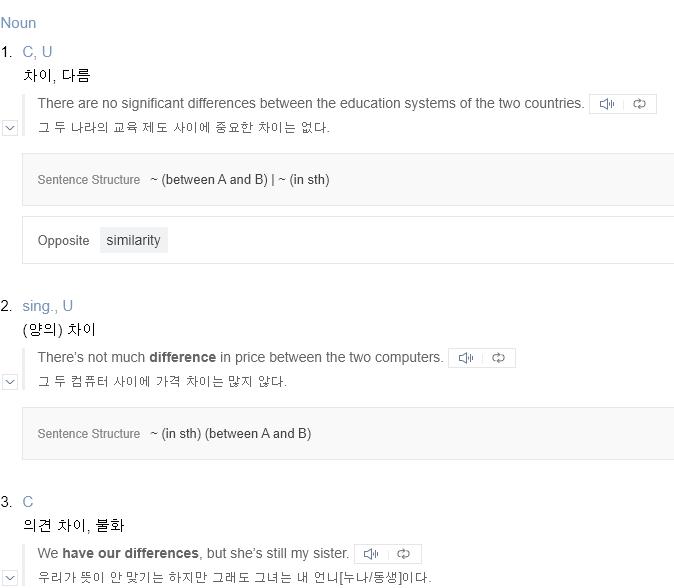 Noun
1. C, U
차이, 다름
There are no significant differences between the education systems of the two countries.
그 두 나라의 교육 제도 사이에 중요한 차이는 없다.
Sentence Structure ~ (between A and B) | ~ (in sth)
Opposite similarity
2. sing., U
(양의) 차이
There’s not much difference in price between the two computers.
그 두 컴퓨터 사이에 가격 차이는 많지 않다.
Sentence Structure ~ (in sth) (between A and B)
3. C
의견 차이, 불화
We have our differences, but she’s still my sister.
우리가 뜻이 안 맞기는 하지만 그래도 그녀는 내 언니[누나/동생]이다.